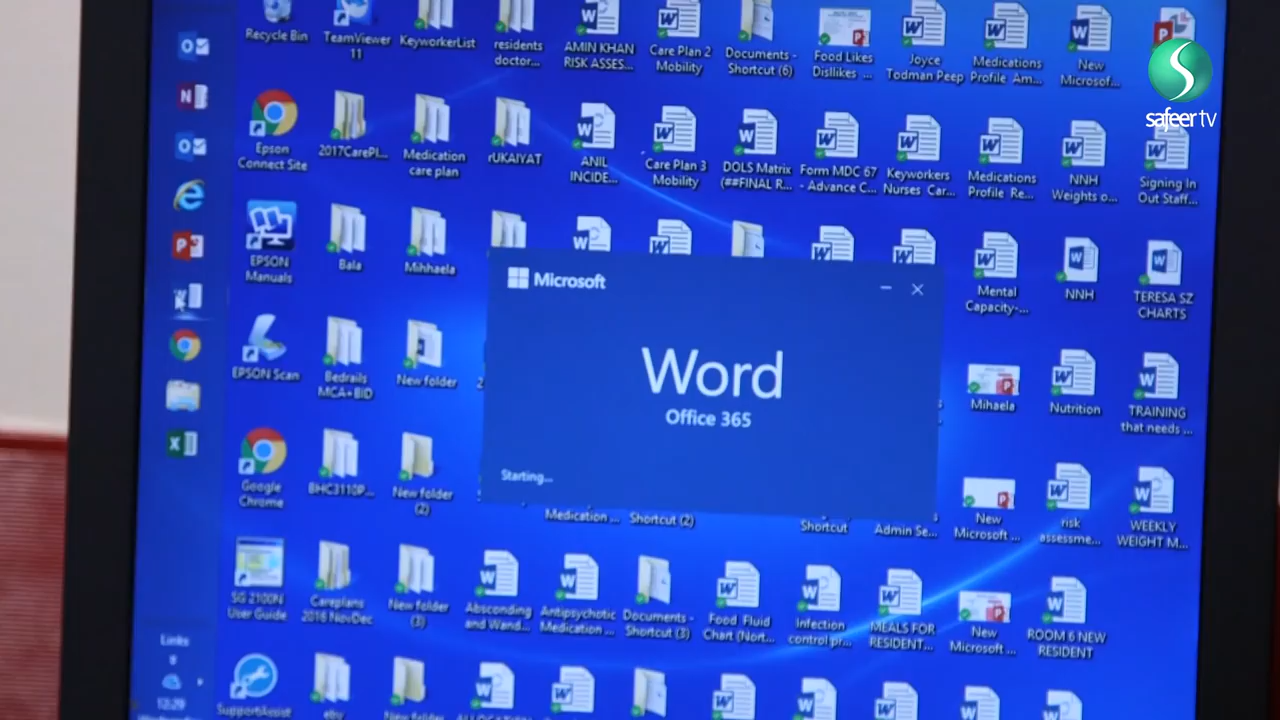 Recycle Bin
TeamViewer
11
KeyworkerList
residents
doctor...
AMIN KHAN
RISK ASSES...
Care Plan 2
Mobility
Documents -
Shortcut (6)
Food Likes
Dislikes ...
Joyce
Todman Peep
Medications
Profile Am...
New
Microsof...
safeer tv
Epson
Connect Site
2017CarePl...
Medication
care plan
rUKAIYAT
ANIL
INCIDE...
Care Plan 3
Mobility
DOLS Matrix
(##FINAL R...
Form MDC 67
- Advance C...
Keyworkers
Nurses Car...
Medications
Profile Re...
NNH
Weights o...
Signing In
Out Staff...
EPSON
Manuals
Bala
Mihhaela
Mental
Capacity-...
NNH
TERESA SZ
CHARTS
Microsoft
Word
Office 365
Starting...
EPSON Scan
Bedrails
MCA+BID
New folder
Mihaela
Nutrition
TRAINING
that needs ...
Google
Chrome
BHC3110P...
New folder
(2)
Medication ...
Shortcut (2)
Shortcut
Admin Se...
New
Microsoft ...
risk
assessme...
WEEKLY
WEIGHT M...
SG 2100N
User Guide
Careplans
2016 NovDec
New folder
(3)
Absconding
and Wand...
Antipsychotic
Medication ...
Documents -
Shortcut (3)
Food Fluid
Chart (Nort...
Infection
control pr...
MEALS FOR
RESIDENT...
New
Microsoft ...
ROOM 6 NEW
RESIDENT
Links
12:29
SupportAssist
New folder